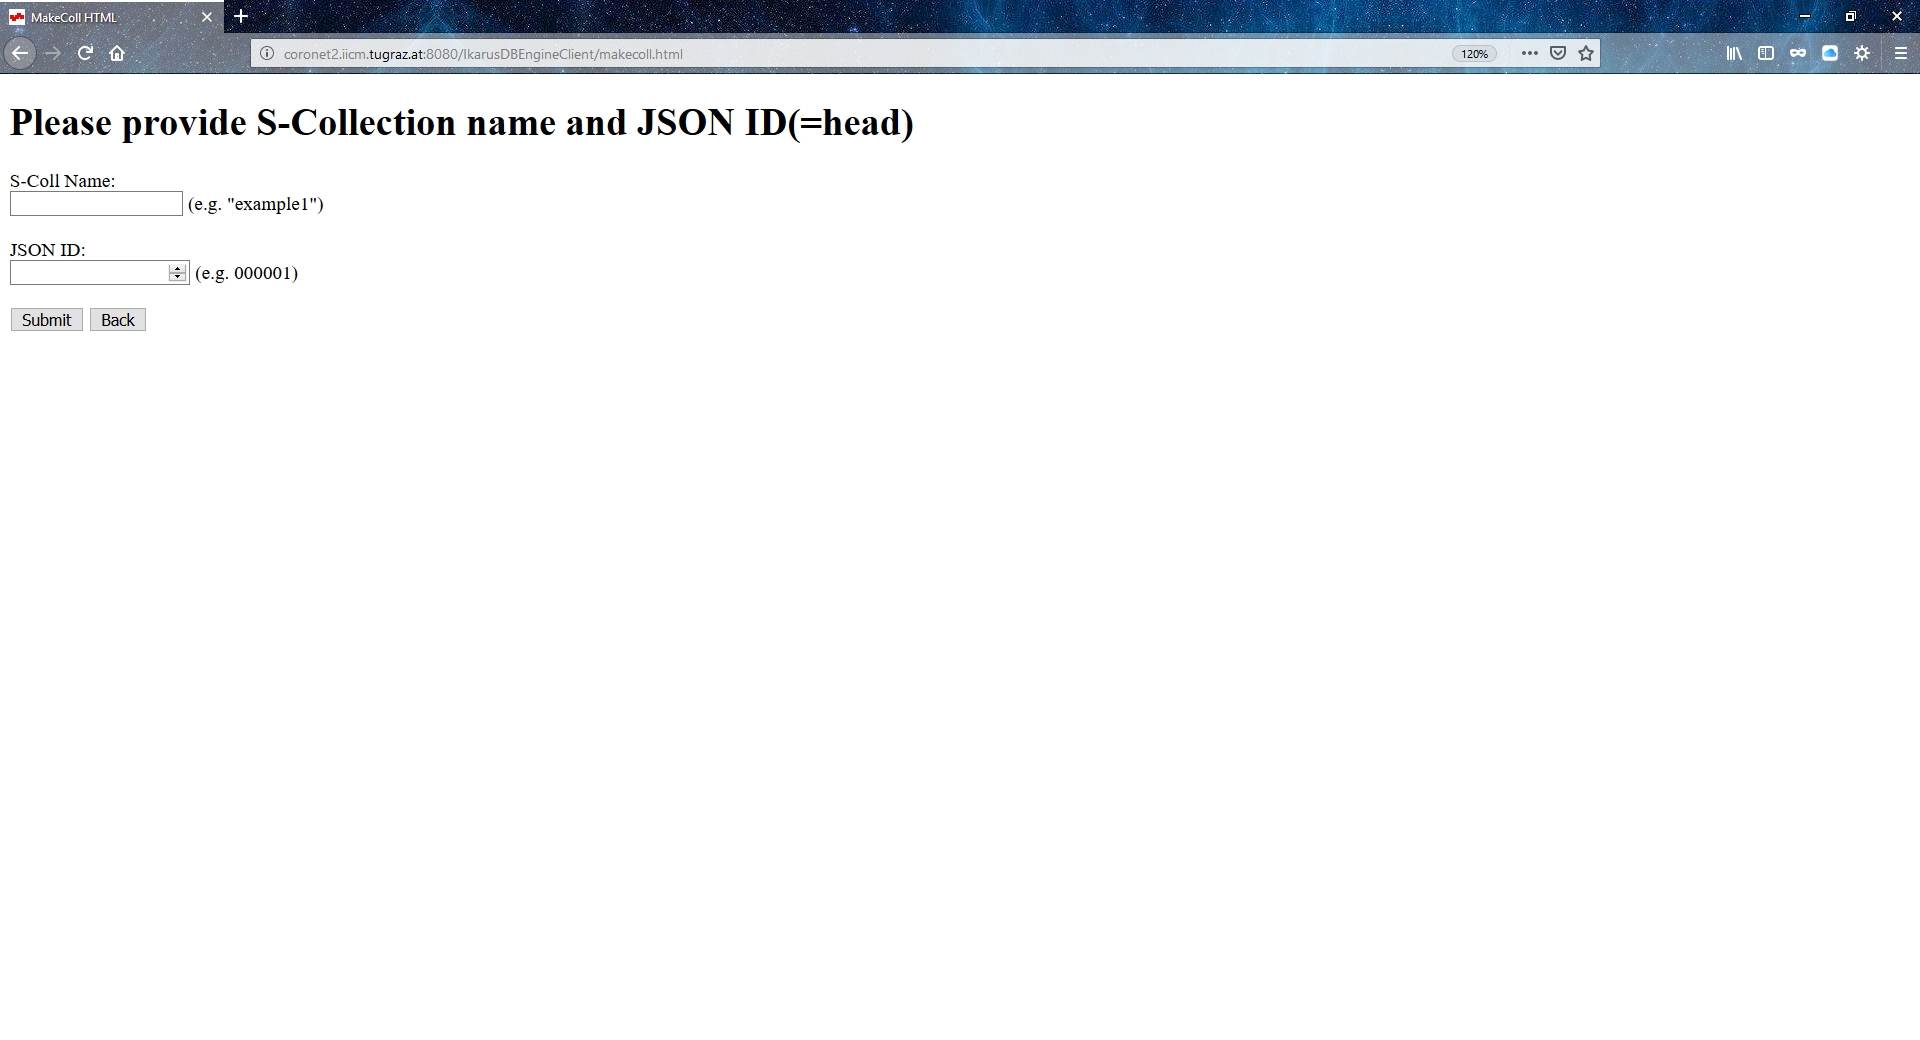 MakeColl HTML
coronet2.iicm.tugraz.at:8080/IkarusDBEngineClient/makecoll.html
120%
Please provide S-Collection name and JSON ID(=head)
S-Coll Name:
(e.g. "example1")
JSON ID:
(e.g. 000001)
Submit Back